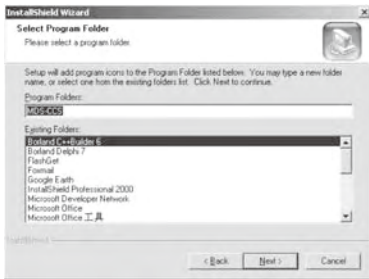 InstallShield Wizard
Select Program Folder
Please select a program folder.
Setup will add program icons to the Program Folder listed below. You may type a new folder
name, or select one from the existing folders list. Click Next to continue.
Program Folders:
MDS-CCS
Existing Folders:
Borland C++Builder 6
Borland Delphi 7
FlashGet
Foxmail
Google Earth
InstallShield Professional 2000
Microsoft Developer Network
Microsoft Office
Microsoft Office 工具
InstallShield
< Back
Next >
Cancel